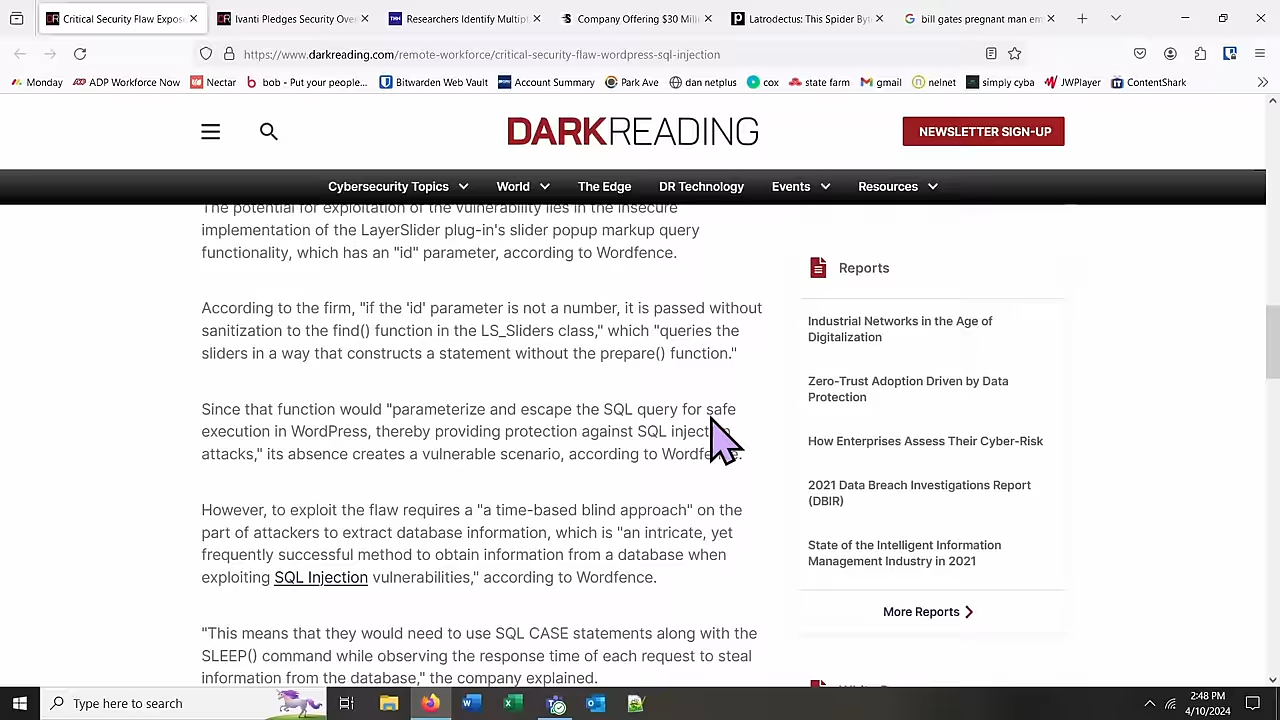 Critical Security Flaw Expos
Ivanti Pledges Security Ove
Researchers Identify Multipl
Company Offering $30 Mill
Latrodectus: This Spider Byt
bill gates pregnant man em
https://www.darkreading.com/remote-workforce/critical-security-flaw-wordpress-sql-injection
Monday
ADP Workforce Now
Nectar
bob - Put your people...
Bitwarden Web Vault
Account Summary
Park Ave
dan netplus
cox
state farm
gmail
nelnet
simply cyba
JWPlayer
ContentShark
DARKREADING
NEWSLETTER SIGN-UP
Cybersecurity Topics
World
The Edge
DR Technology
Events
Resources
The potential for exploitation of the vulnerability lies in the insecure
implementation of the LayerSlider plug-in's slider popup markup query
functionality, which has an "id" parameter, according to Wordfence.
According to the firm, "if the 'id' parameter is not a number, it is passed without
sanitization to the find() function in the LS_Sliders class," which "queries the
sliders in a way that constructs a statement without the prepare() function."
Since that function would "parameterize and escape the SQL query for safe
execution in WordPress, thereby providing protection against SQL injection
attacks," its absence creates a vulnerable scenario, according to Wordfence.
However, to exploit the flaw requires a "a time-based blind approach" on the
part of attackers to extract database information, which is "an intricate, yet
frequently successful method to obtain information from a database when
exploiting SQL Injection vulnerabilities," according to Wordfence.
"This means that they would need to use SQL CASE statements along with the
SLEEP() command while observing the response time of each request to steal
information from the database," the company explained.
Reports
Industrial Networks in the Age of
Digitalization
Zero-Trust Adoption Driven by Data
Protection
How Enterprises Assess Their Cyber-Risk
2021 Data Breach Investigations Report
(DBIR)
State of the Intelligent Information
Management Industry in 2021
More Reports
Type here to search
2:48 PM
4/10/2024